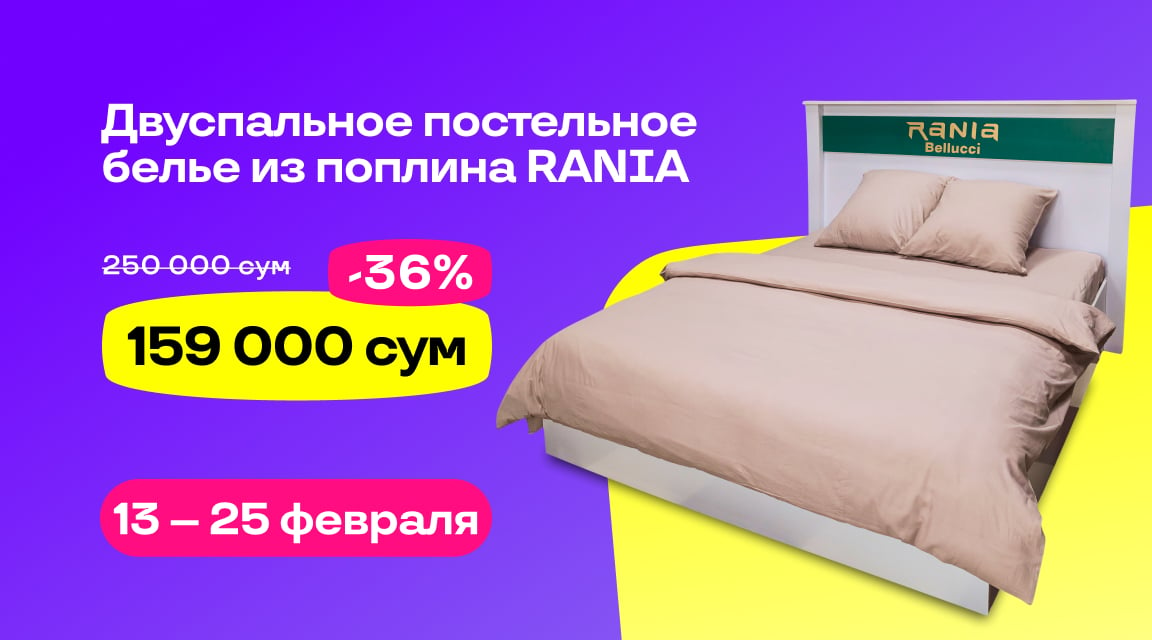 Двуспальное постельное
белье из поплина RANIA
250 000 сум
-36%
159 000 сум
13 – 25 февраля
RANIA
Bellucci